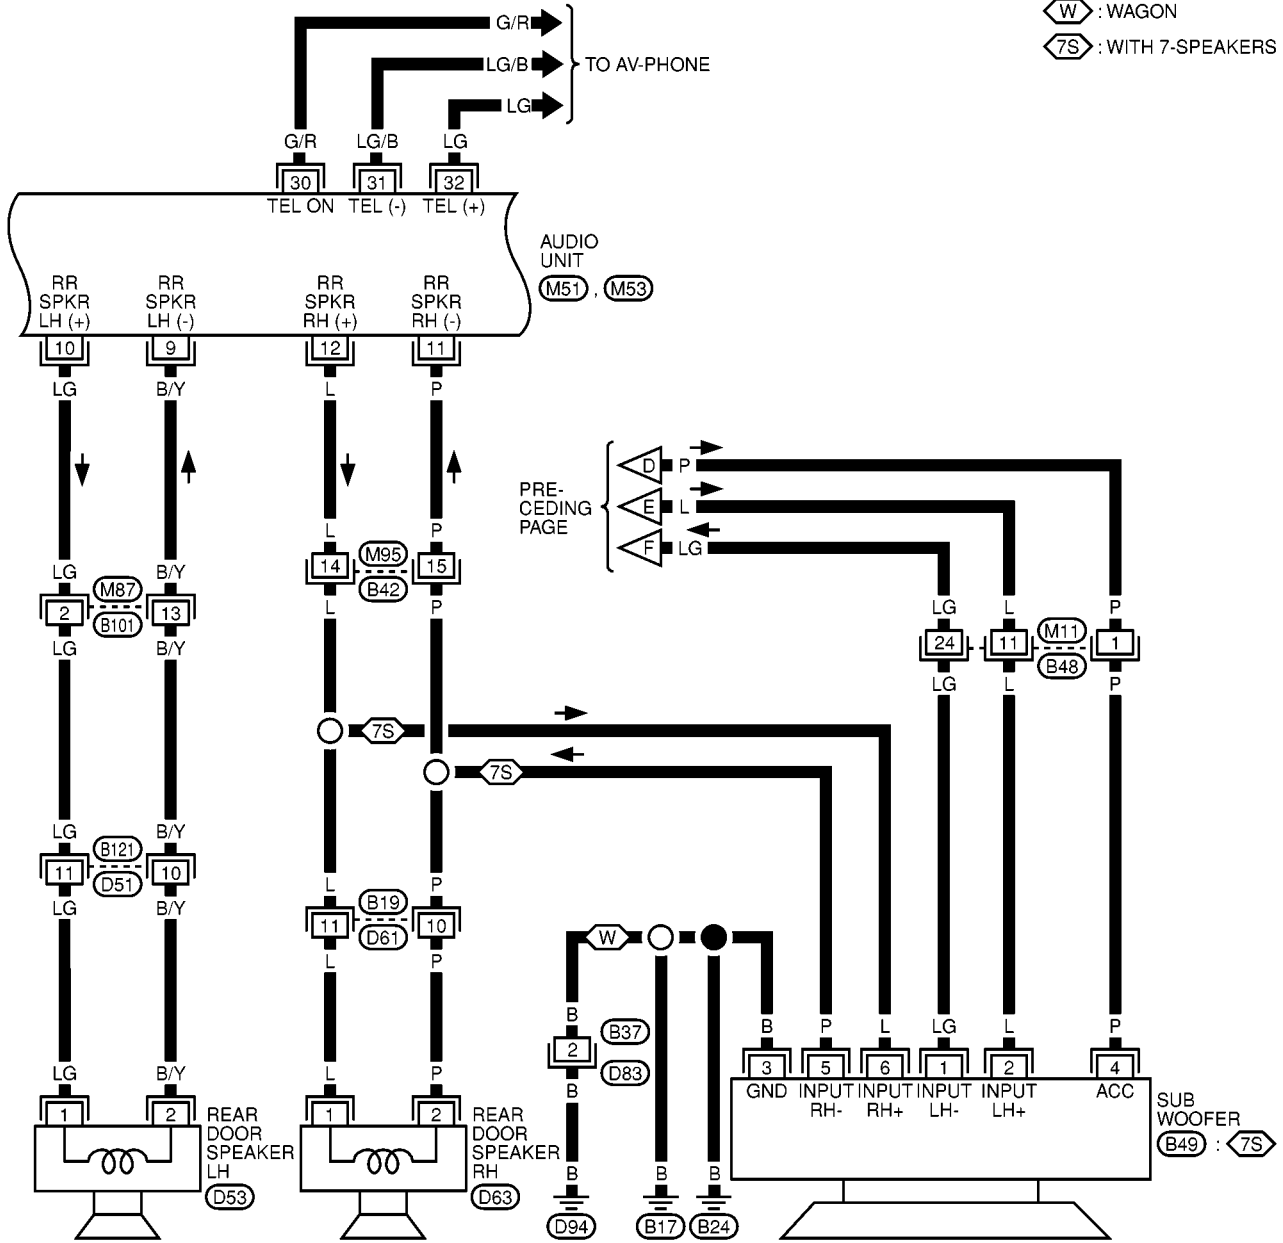 W : WAGON
7S : WITH 7-SPEAKERS
G/R
LG/B
LG
TO AV-PHONE
G/R LG/B LG
30 31 32
TEL ON TEL (-) TEL (+)
AUDIO
UNIT
M51 , M53
RR
SPKR
LH (+)
RR
SPKR
LH (-)
RR
SPKR
RH (+)
RR
SPKR
RH (-)
10 9 12 11
LG B/Y L P
PRE-
CEDING
PAGE
D P
E L
F LG
L P
14 M95 15
B42
L P
LG B/Y
2 M87 13
B101
LG B/Y
LG L P
24 11 M11 1
B48
LG L P
7S
7S
LG B/Y
11 B121 10
D51
LG B/Y
L P
11 B19 10
D61
L P
W
B
2 B37
D83
B
B B B
D94 B17 B24
B P L LG L P
3 5 6 1 2 4
GND
INPUT
RH-
INPUT
RH+
INPUT
LH-
INPUT
LH+
ACC
SUB
WOOFER
B49 : 7S
LG B/Y
1 2
REAR
DOOR
SPEAKER
LH
D53
L P
1 2
REAR
DOOR
SPEAKER
RH
D63